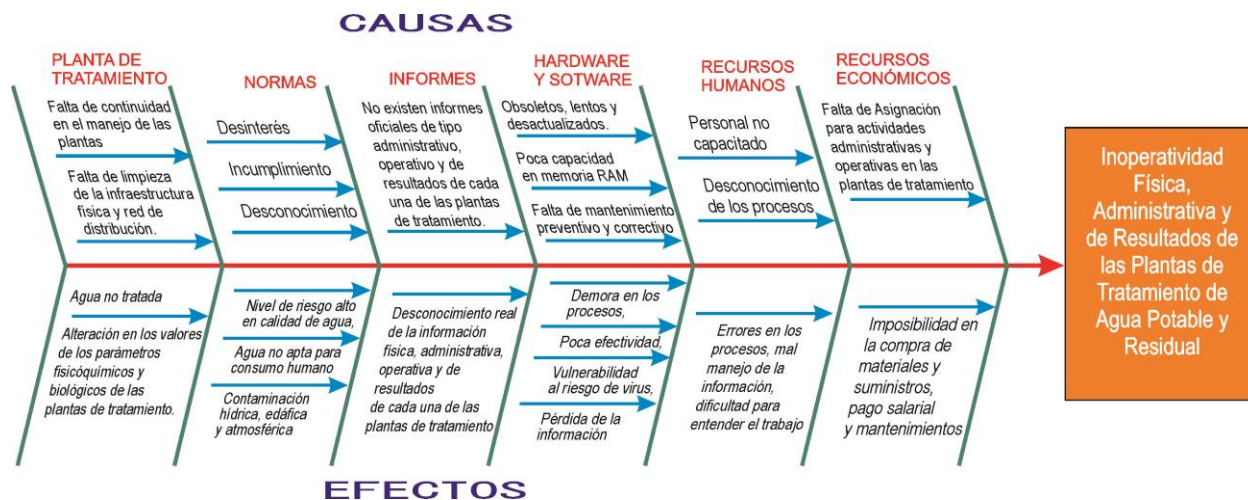 CAUSAS
PLANTA DE
TRATAMIENTO
Falta de continuidad
en el manejo de las
plantas
Falta de limpieza
de la infraestructura
física y red de
distribución.
NORMAS
Desinterés
Incumplimiento
Desconocimiento
INFORMES
No existen informes
oficiales de tipo
administrativo,
operativo y de
resultados de cada
una de las plantas
de tratamiento.
HARDWARE
Y SOTWARE
Obsoletos, lentos y
desactualizados.
Poca capacidad
en memoria RAM
Falta de mantenimiento
preventivo y correctivo
RECURSOS
HUMANOS
Personal no
capacitado
Desconocimiento
de los procesos
RECURSOS
ECONÓMICOS
Falta de Asignación
para actividades
administrativas y
operativas en las
plantas de tratamiento
Inoperatividad
Física,
Administrativa y
de Resultados de
las Plantas de
Tratamiento de
Agua Potable y
Residual
Agua no tratada
Alteración en los valores
de los parámetros
fisicóquímicos y
biológicos de las
plantas de tratamiento.
Nivel de riesgo alto
en calidad de agua,
Agua no apta para
consumo humano
Contaminación
hídrica, edáfica
y atmosférica
Desconocimiento real
de la información
física, administrativa,
operativa y de
resultados
de cada una de las
plantas de tratamiento
Demora en los
procesos,
Poca efectividad,
Vulnerabilidad
al riesgo de virus,
Pérdida de la
información
Errores en los
procesos, mal
manejo de la
información,
dificultad para
entender el trabajo
Imposibilidad en
la compra de
materiales y
suministros,
pago salarial
y mantenimientos
EFECTOS